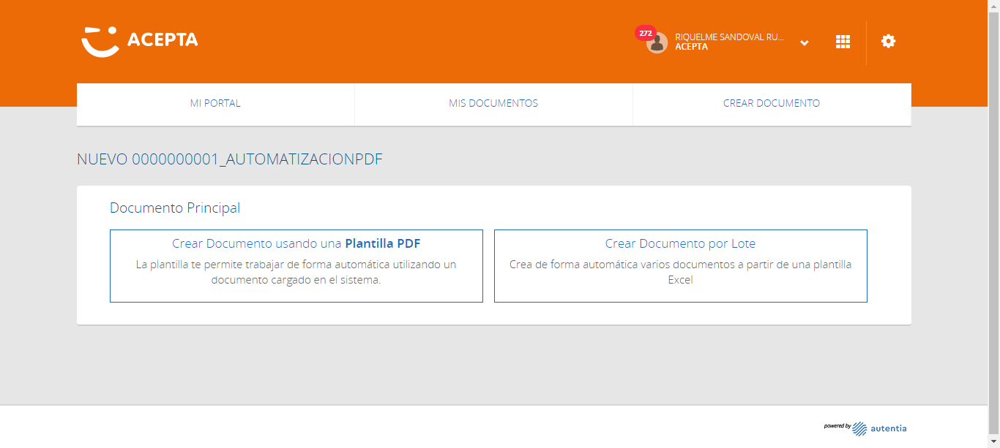 ACEPTA
272
RIQUELME SANDOVAL RU...
ACEPTA
MI PORTAL
MIS DOCUMENTOS
CREAR DOCUMENTO
NUEVO 0000000001_AUTOMATIZACIONPDF
Documento Principal
Crear Documento usando una Plantilla PDF
La plantilla te permite trabajar de forma automática utilizando un
documento cargado en el sistema.
Crear Documento por Lote
Crea de forma automática varios documentos a partir de una plantilla
Excel
powered by autentia